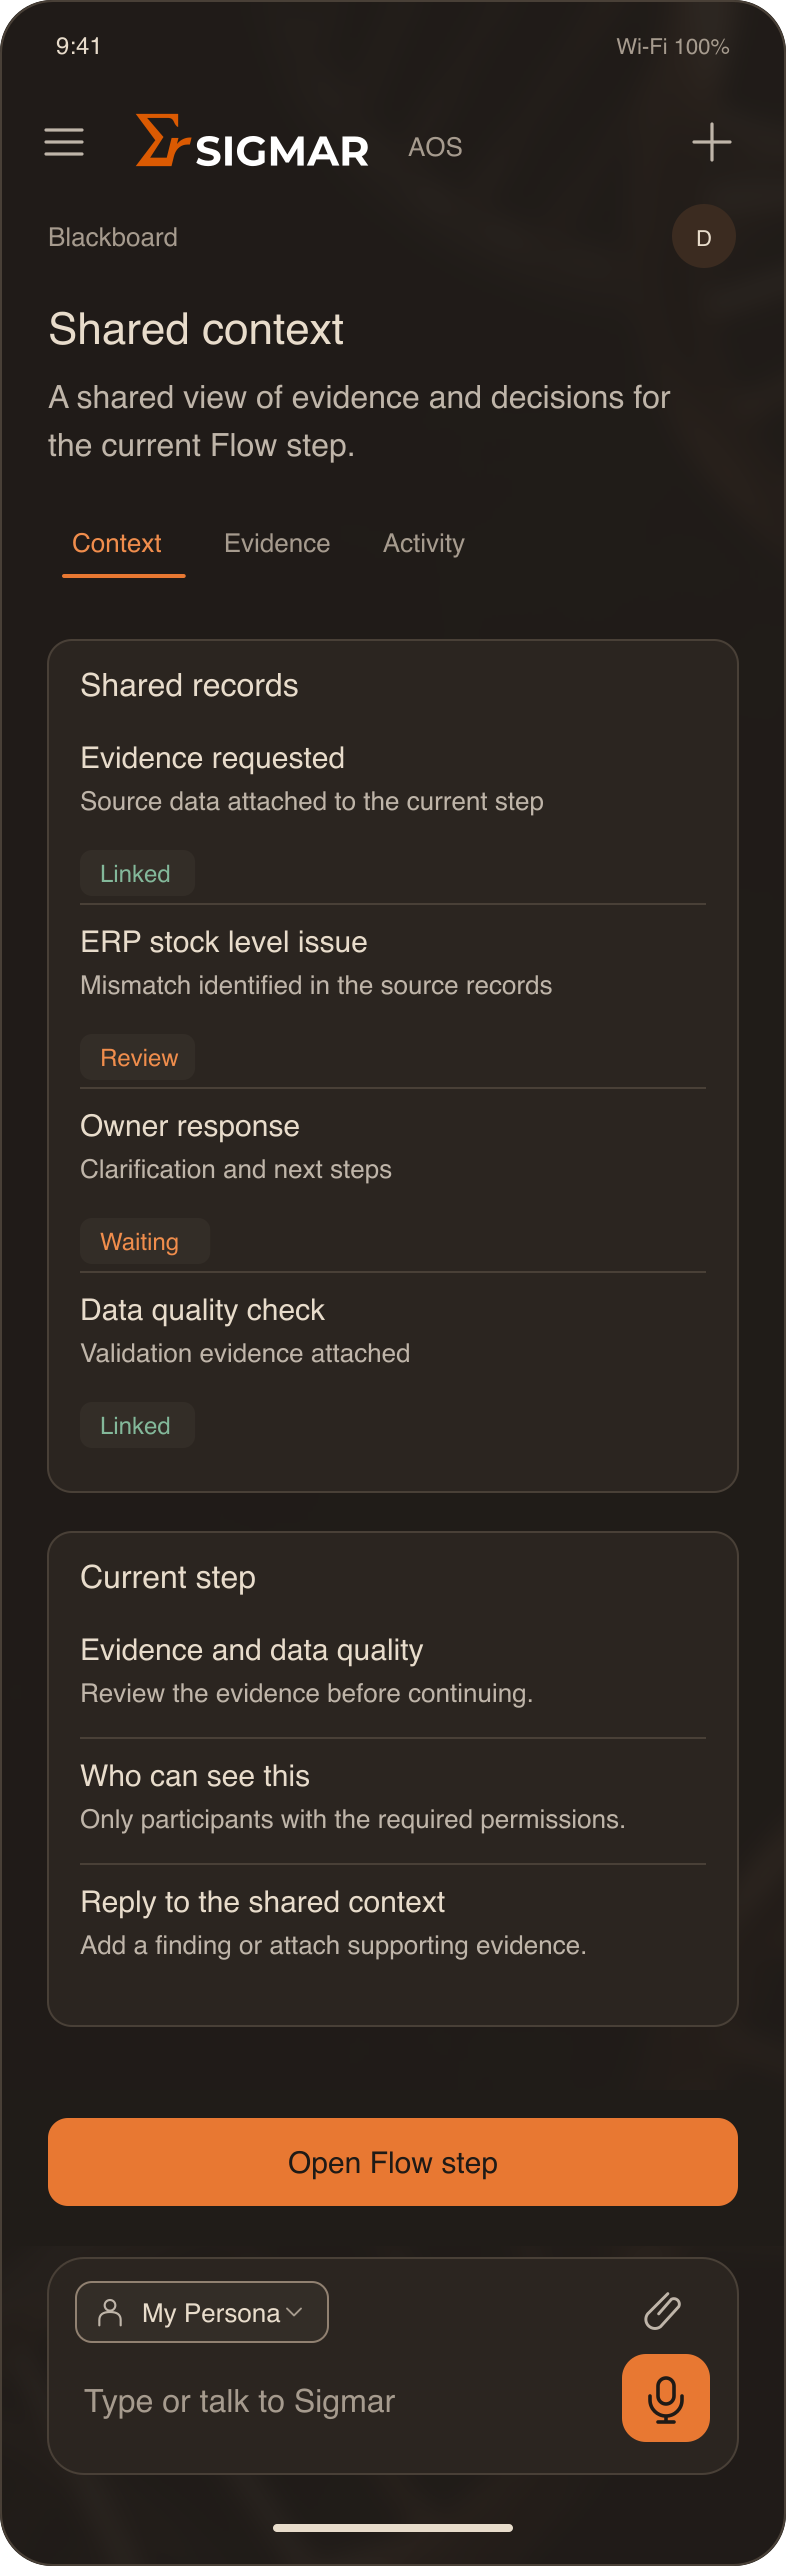 9:41
Wi-Fi 100%
Σr SIGMAR
AOS
Blackboard
D
Shared context
A shared view of evidence and decisions for
the current Flow step.
Context
Evidence
Activity
Shared records
Evidence requested
Source data attached to the current step
Linked
ERP stock level issue
Mismatch identified in the source records
Review
Owner response
Clarification and next steps
Waiting
Data quality check
Validation evidence attached
Linked
Current step
Evidence and data quality
Review the evidence before continuing.
Who can see this
Only participants with the required permissions.
Reply to the shared context
Add a finding or attach supporting evidence.
Open Flow step
My Persona
Type or talk to Sigmar